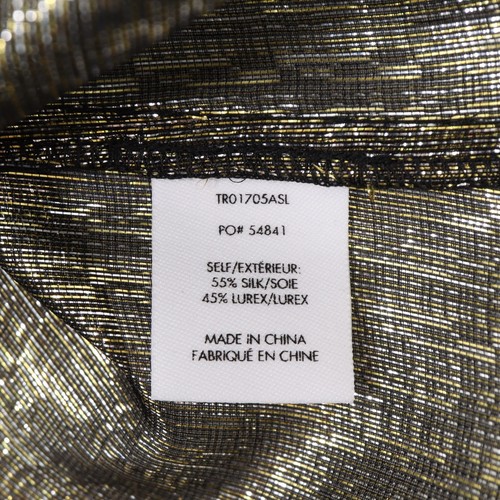 TR01705ASL
PO# 54841
SELF/EXTÉRIEUR:
55% SILK/SOIE
45% LUREX/LUREX
MADE IN CHINA
FABRIQUÉ EN CHINE